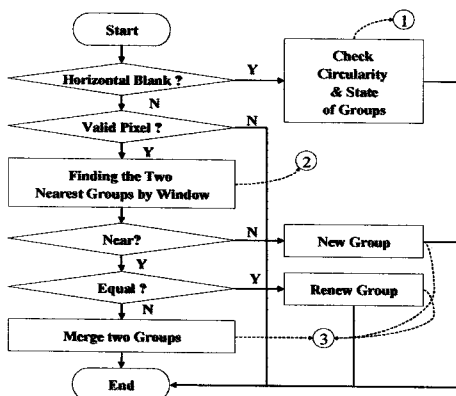 Start
1
Horizontal Blank ?
Y
Check
Circularity
& State
of Groups
N
Valid Pixel ?
N
Y
2
Finding the Two
Nearest Groups by Window
Near?
N
New Group
Y
Equal ?
Y
Renew Group
N
Merge two Groups
3
End